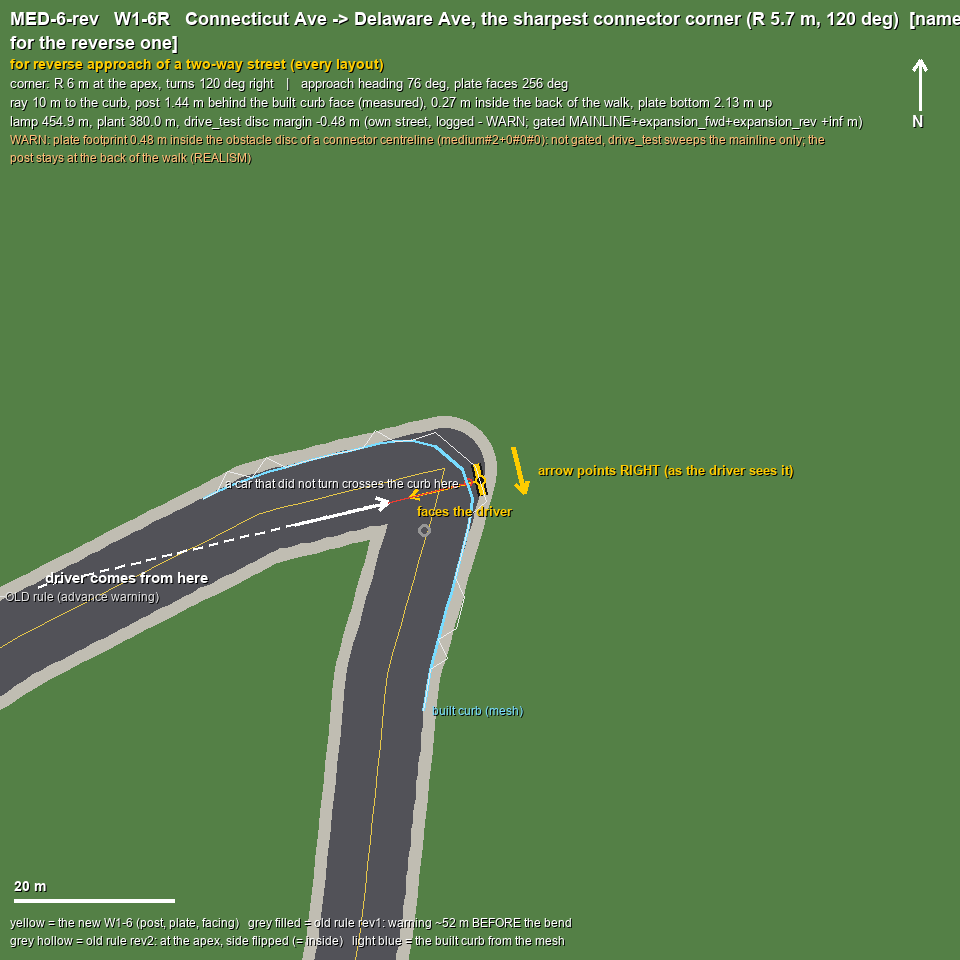 MED-6-rev   W1-6R   Connecticut Ave -> Delaware Ave, the sharpest connector corner (R 5.7 m, 120 deg)  [name
for the reverse one]
for reverse approach of a two-way street (every layout)
corner: R 6 m at the apex, turns 120 deg right   |   approach heading 76 deg, plate faces 256 deg
ray 10 m to the curb, post 1.44 m behind the built curb face (measured), 0.27 m inside the back of the walk, plate bottom 2.13 m up
lamp 454.9 m, plant 380.0 m, drive_test disc margin -0.48 m (own street, logged - WARN; gated MAINLINE+expansion_fwd+expansion_rev +inf m)
N
WARN: plate footprint 0.48 m inside the obstacle disc of a connector centreline (medium#2+0#0#0): not gated, drive_test sweeps the mainline only; the
post stays at the back of the walk (REALISM)
arrow points RIGHT (as the driver sees it)
a car that did not turn crosses the curb here
faces the driver
driver comes from here
OLD rule (advance warning)
built curb (mesh)
20 m
yellow = the new W1-6 (post, plate, facing)   grey filled = old rule rev1: warning ~52 m BEFORE the bend
grey hollow = old rule rev2: at the apex, side flipped (= inside)   light blue = the built curb from the mesh